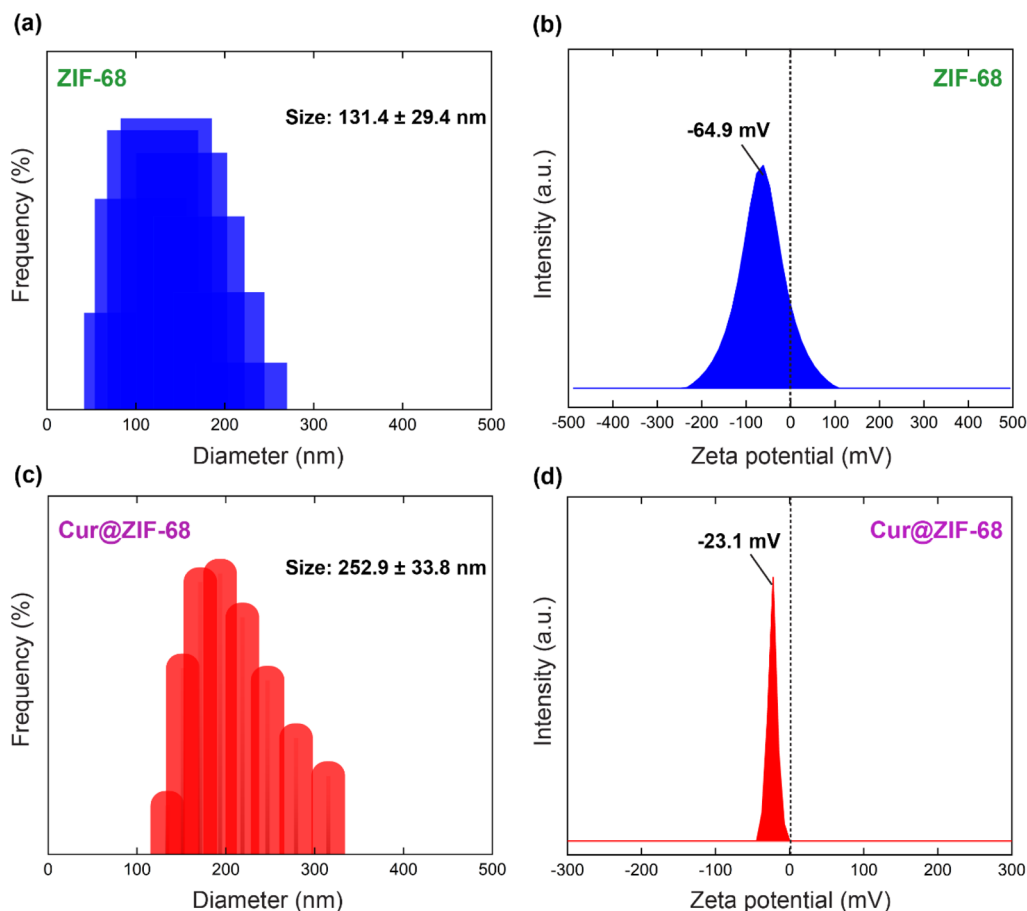 (a)
ZIF-68
Size: 131.4 ± 29.4 nm
Frequency (%)
0 100 200 300 400 500
Diameter (nm)
(b)
ZIF-68
-64.9 mV
Intensity (a.u.)
-500 -400 -300 -200 -100 0 100 200 300 400 500
Zeta potential (mV)
(c)
Cur@ZIF-68
Size: 252.9 ± 33.8 nm
Frequency (%)
0 100 200 300 400 500
Diameter (nm)
(d)
Cur@ZIF-68
-23.1 mV
Intensity (a.u.)
-300 -200 -100 0 100 200 300
Zeta potential (mV)